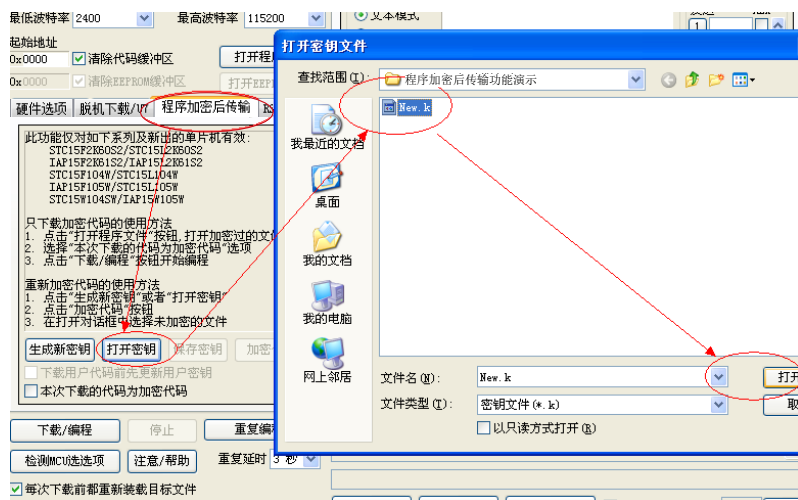 最低波特率 2400
最高波特率 115200
文本模式
起始地址
0x0000 清除代码缓冲区
打开程
0x0000 清除EEPROM缓冲区
打开EEP
硬件选项 脱机下载/U7 程序加密后传输
此功能仅对如下系列及新出的单片机有效:
STC15F2K60S2/STC15L2K60S2
IAP15F2K61S2/IAP15L2K61S2
STC15F104W/STC15L104W
IAP15F105W/STC15L105W
STC15W104SW/IAP15W105W
只下载加密代码的使用方法
1. 点击"打开程序文件"按钮,打开加密过的文
2. 选择"本次下载的代码为加密代码"选项
3. 点击"下载/编程"按钮开始编程
重新加密代码的使用方法
1. 点击"生成新密钥"或者"打开密钥"
2. 点击"加密代码"按钮
3. 在打开对话框中选择未加密的文件
生成新密钥 打开密钥 保存密钥 加密
下载用户代码前先更新用户密钥
本次下载的代码为加密代码
下载/编程 停止 重复编
检测MCU选选项 注意/帮助 重复延时 3 秒
每次下载前都重新装载目标文件
打开密钥文件
查找范围(I): 程序加密后传输功能演示
New.k
我最近的文档
桌面
我的文档
我的电脑
网上邻居
文件名(N): New.k 打开
文件类型(T): 密钥文件(*.k) 取
以只读方式打开(R)
1